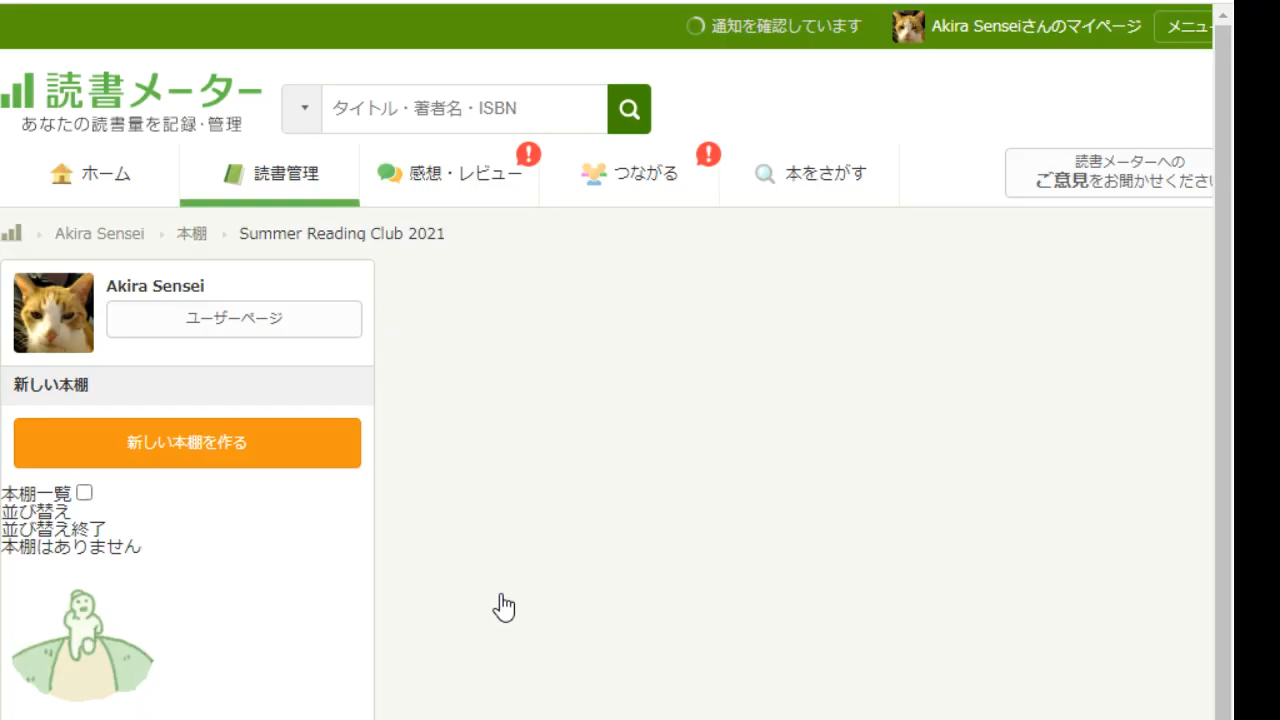 通知を確認しています
Akira Senseiさんのマイページ
メニュー
読書メーター
あなたの読書量を記録・管理
タイトル・著者名・ISBN
ホーム
読書管理
感想・レビュー
つながる
本をさがす
読書メーターへの
ご意見をお聞かせくださ
Akira Sensei
本棚
Summer Reading Club 2021
Akira Sensei
ユーザーページ
新しい本棚
新しい本棚を作る
本棚一覧
並び替え
並び替え終了
本棚はありません